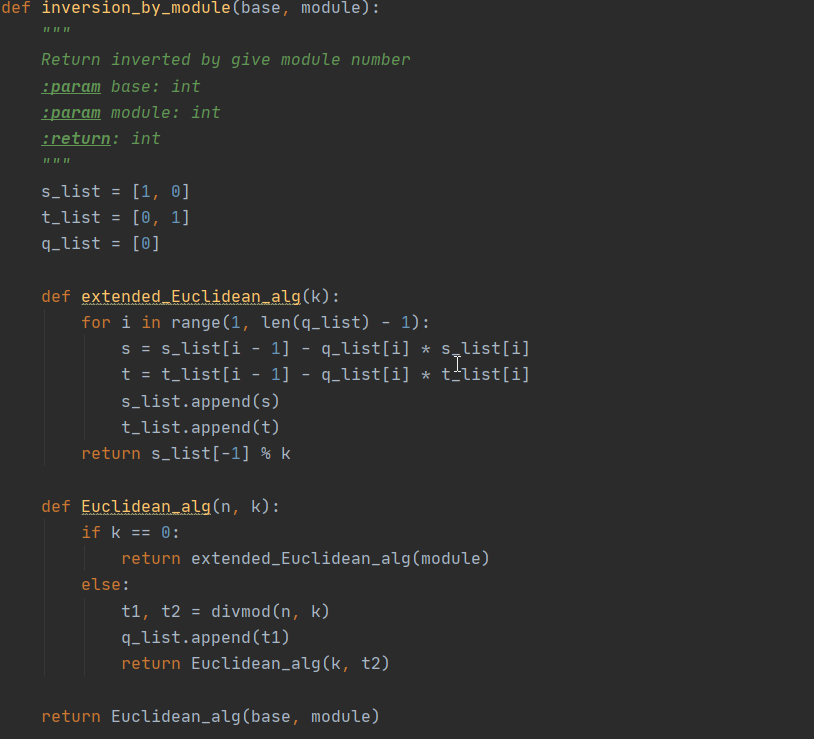 def inversion_by_module(base, module):
    """
    Return inverted by give module number
    :param base: int
    :param module: int
    :return: int
    """
    s_list = [1, 0]
    t_list = [0, 1]
    q_list = [0]
    def extended_Euclidean_alg(k):
        for i in range(1, len(q_list) - 1):
            s = s_list[i - 1] - q_list[i] * s_list[i]
            t = t_list[i - 1] - q_list[i] * t_list[i]
            s_list.append(s)
            t_list.append(t)
        return s_list[-1] % k
    def Euclidean_alg(n, k):
        if k == 0:
            return extended_Euclidean_alg(module)
        else:
            t1, t2 = divmod(n, k)
            q_list.append(t1)
            return Euclidean_alg(k, t2)
    return Euclidean_alg(base, module)